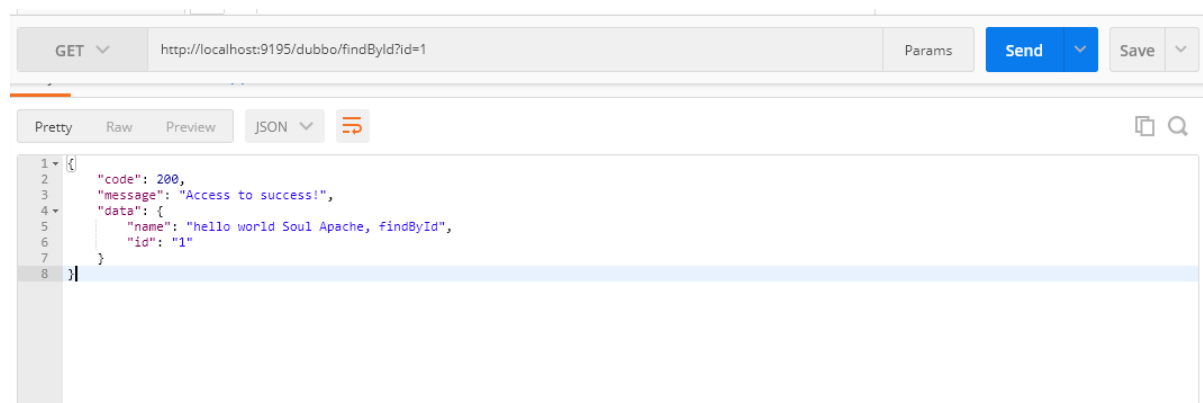 GET http://localhost:9195/dubbo/findById?id=1 Params Send Save
Pretty Raw Preview JSON
1 {
2 "code": 200,
3 "message": "Access to success!",
4 "data": {
5 "name": "hello world Soul Apache, findById",
6 "id": "1"
7 }
8 }